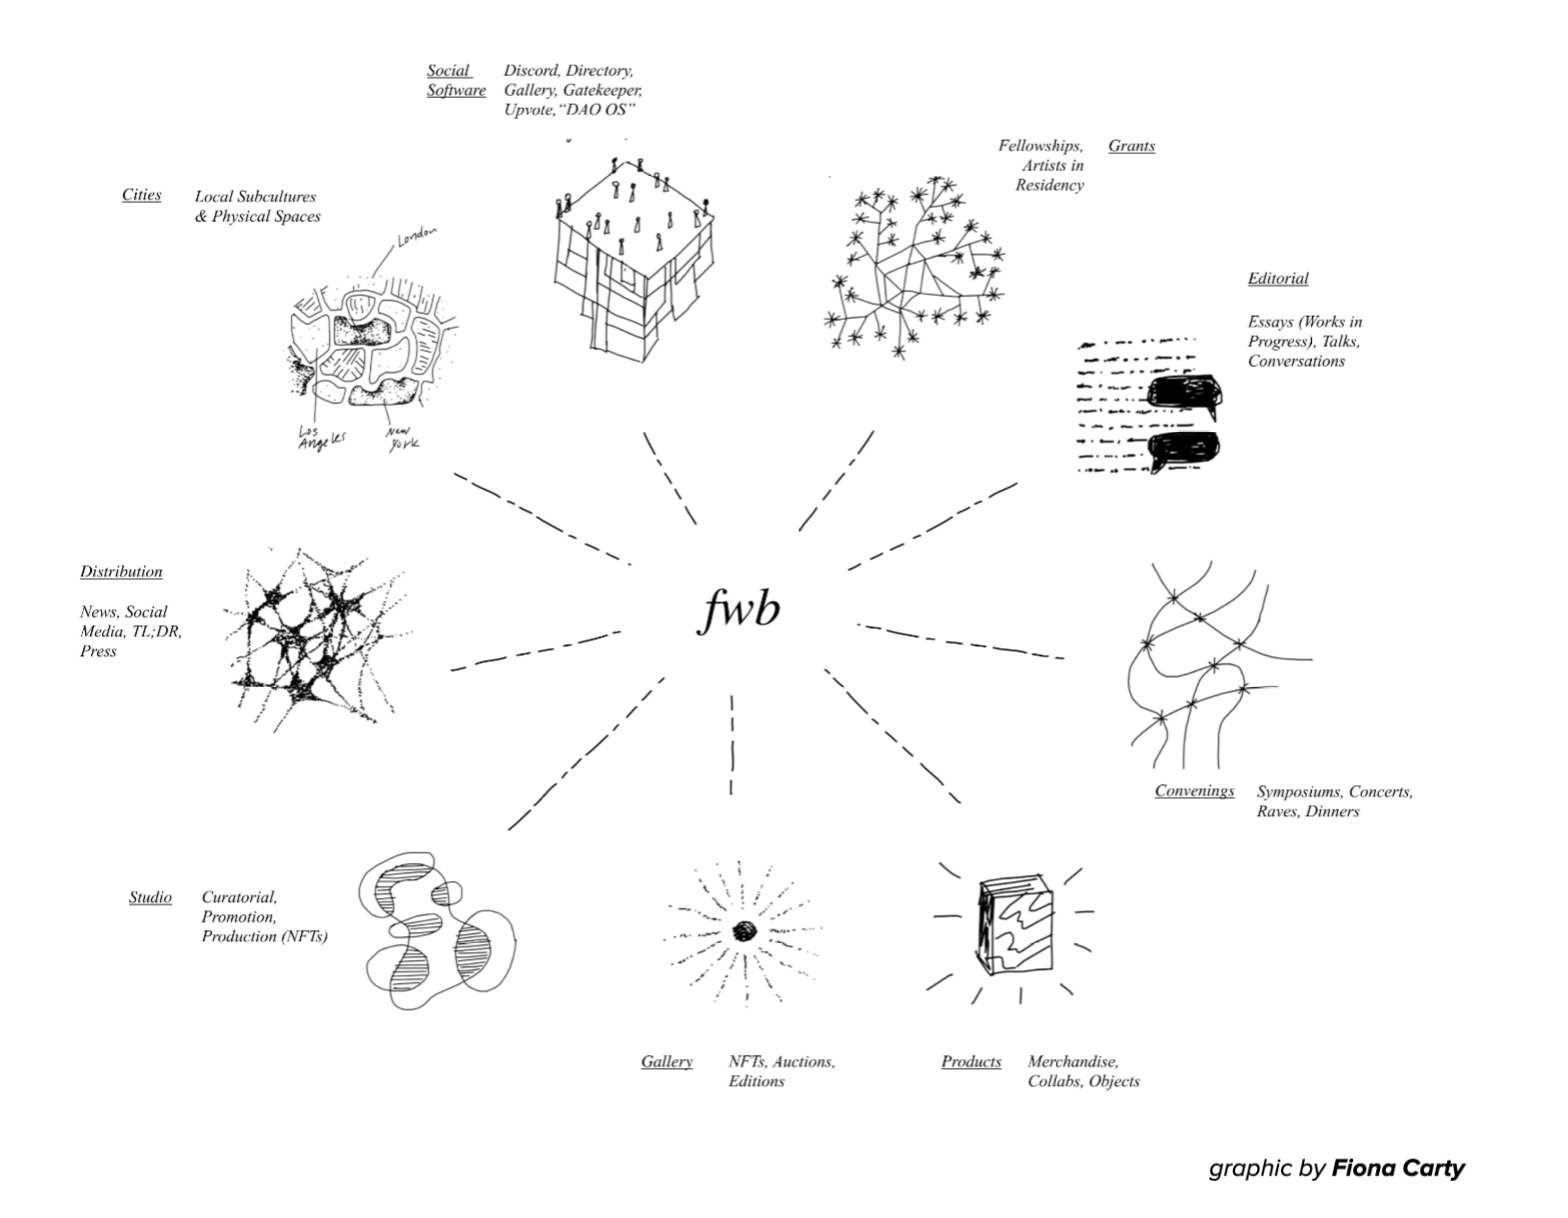 Social
Software
Discord, Directory,
Gallery, Gatekeeper,
Upvote, “DAO OS”
Fellowships,
Artists in
Residency
Grants
Cities
Local Subcultures
& Physical Spaces
London
Los
Angeles
New
York
Editorial
Essays (Works in
Progress), Talks,
Conversations
Distribution
News, Social
Media, TL;DR,
Press
fwb
Convenings
Symposiums, Concerts,
Raves, Dinners
Studio
Curatorial,
Promotion,
Production (NFTs)
Gallery
NFTs, Auctions,
Editions
Products
Merchandise,
Collabs, Objects
graphic by Fiona Carty